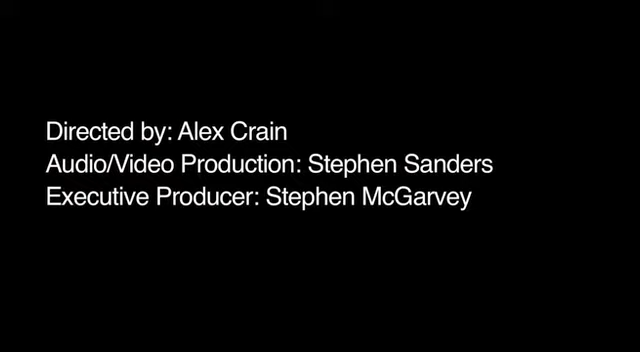 Directed by: Alex Crain
Audio/Video Production: Stephen Sanders
Executive Producer: Stephen McGarvey